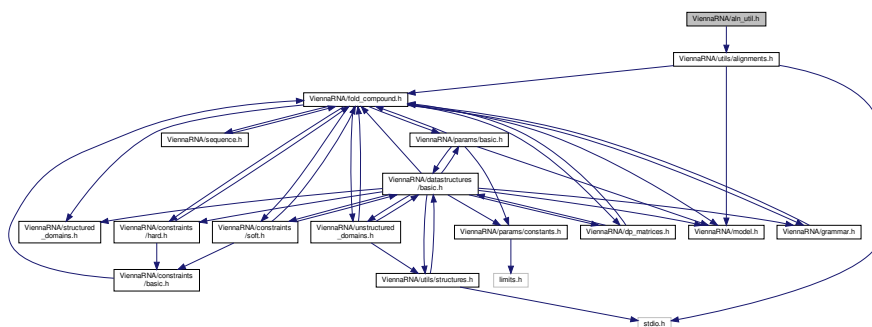 ViennaRNA/aln_util.h
ViennaRNA/utils/alignments.h
ViennaRNA/fold_compound.h
ViennaRNA/sequence.h
ViennaRNA/params/basic.h
ViennaRNA/datastructures
/basic.h
ViennaRNA/structured
_domains.h
ViennaRNA/constraints
/hard.h
ViennaRNA/constraints
/soft.h
ViennaRNA/unstructured
_domains.h
ViennaRNA/params/constants.h
ViennaRNA/dp_matrices.h
ViennaRNA/model.h
ViennaRNA/grammar.h
ViennaRNA/constraints
/basic.h
ViennaRNA/utils/structures.h
limits.h
stdio.h